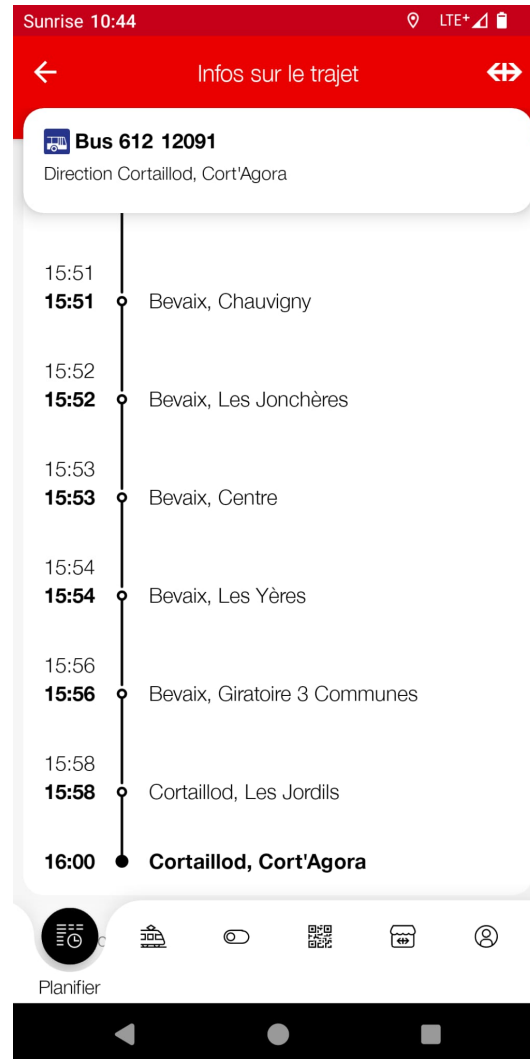 Sunrise 10:44
LTE+
Infos sur le trajet
Bus 612 12091
Direction Cortaillod, Cort'Agora
15:51
15:51 Bevaix, Chauvigny
15:52
15:52 Bevaix, Les Jonchères
15:53
15:53 Bevaix, Centre
15:54
15:54 Bevaix, Les Yères
15:56
15:56 Bevaix, Giratoire 3 Communes
15:58
15:58 Cortaillod, Les Jordils
16:00 Cortaillod, Cort'Agora
Planifier